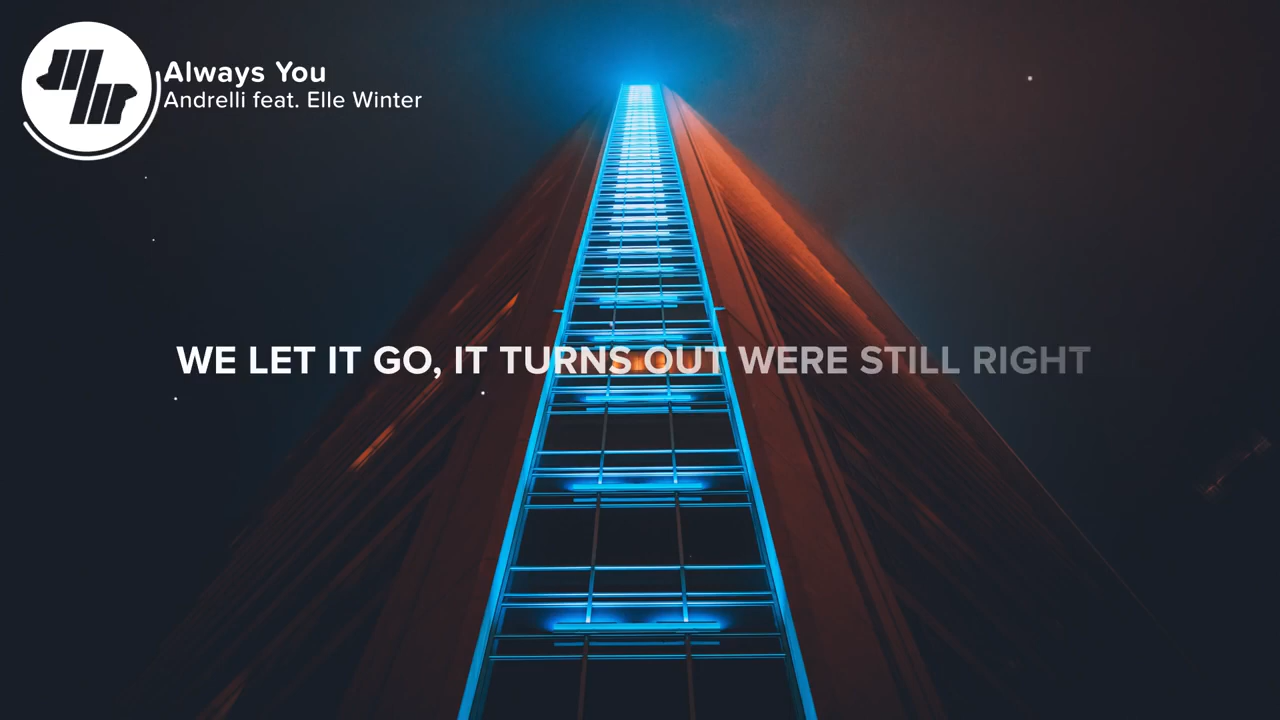 Always You
Andrelli feat. Elle Winter
WE LET IT GO, IT TURNS OUT WERE STILL RIGHT